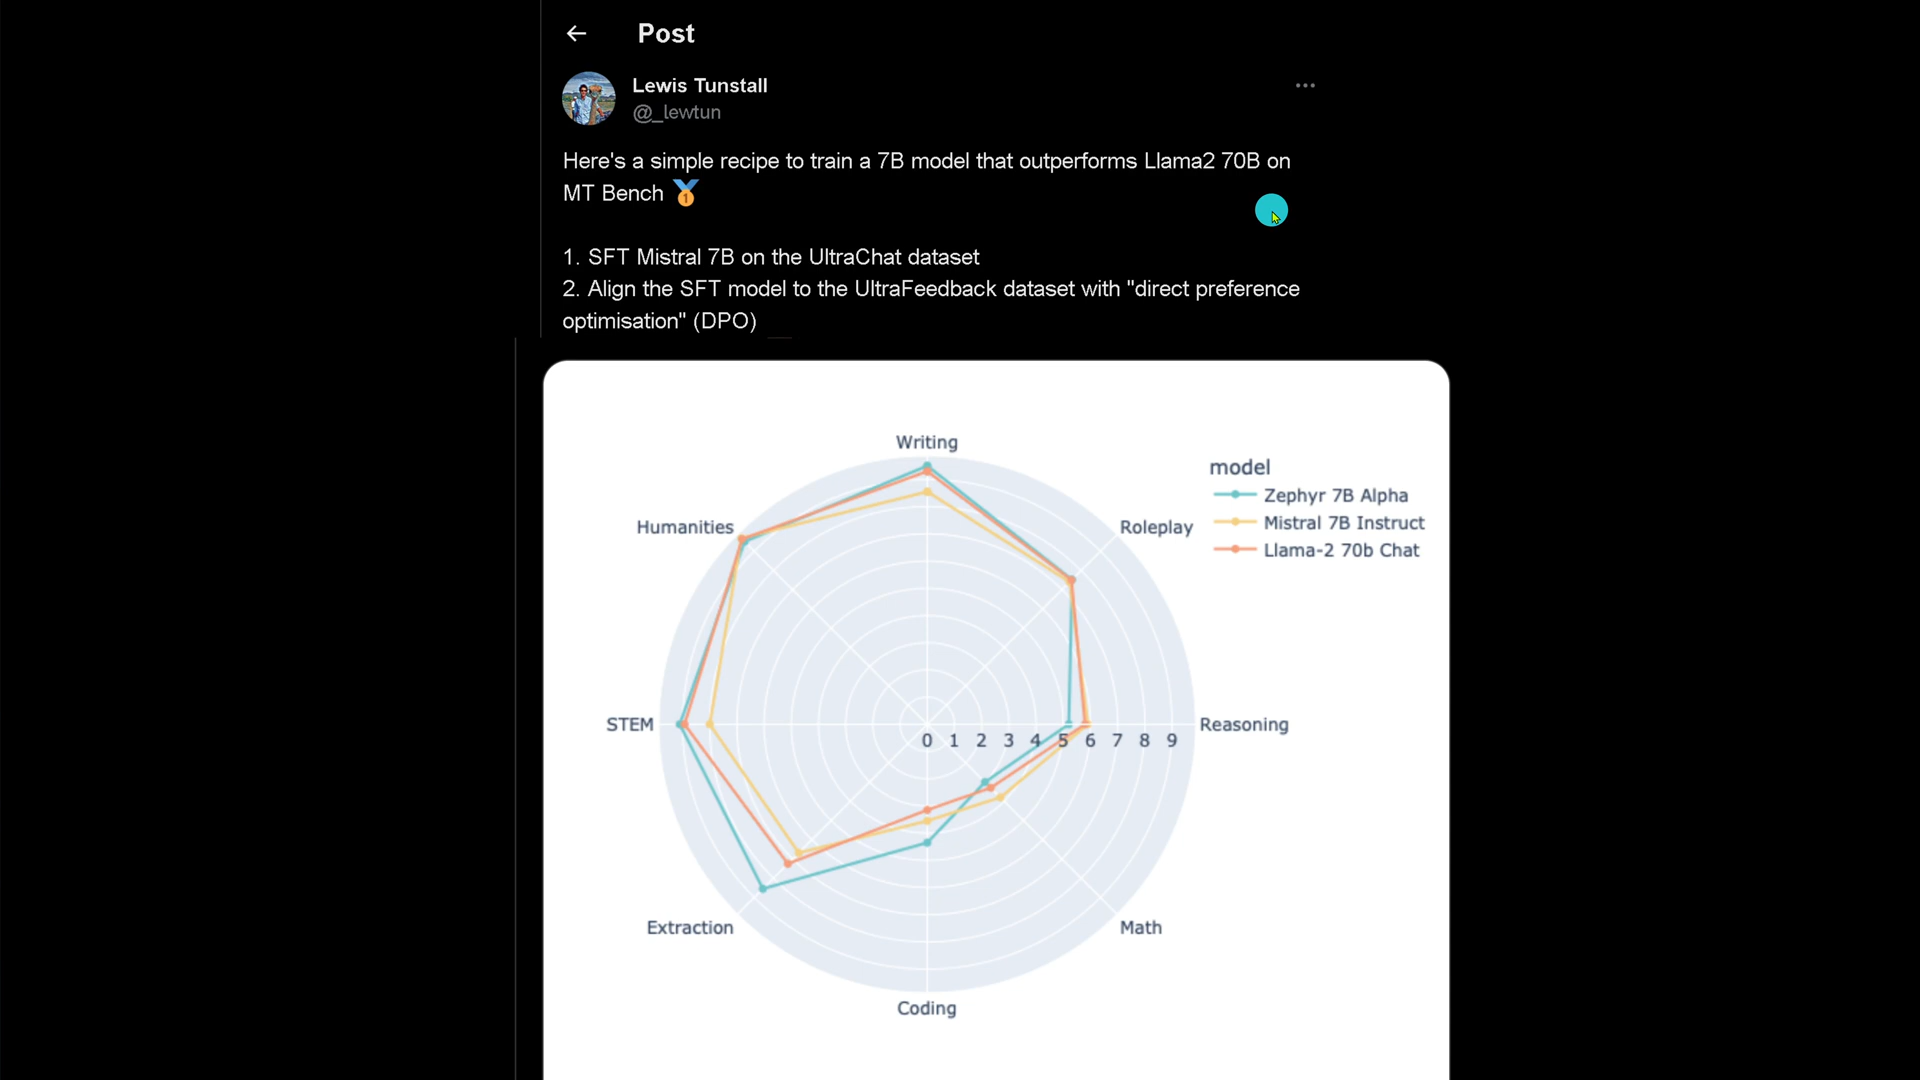 Post
Lewis Tunstall
@_lewtun
Here's a simple recipe to train a 7B model that outperforms Llama2 70B on
MT Bench 🥇
1. SFT Mistral 7B on the UltraChat dataset
2. Align the SFT model to the UltraFeedback dataset with "direct preference
optimisation" (DPO)
Writing
model
Zephyr 7B Alpha
Mistral 7B Instruct
Llama-2 70b Chat
Humanities
Roleplay
STEM
Reasoning
0 1 2 3 4 5 6 7 8 9
Extraction
Math
Coding